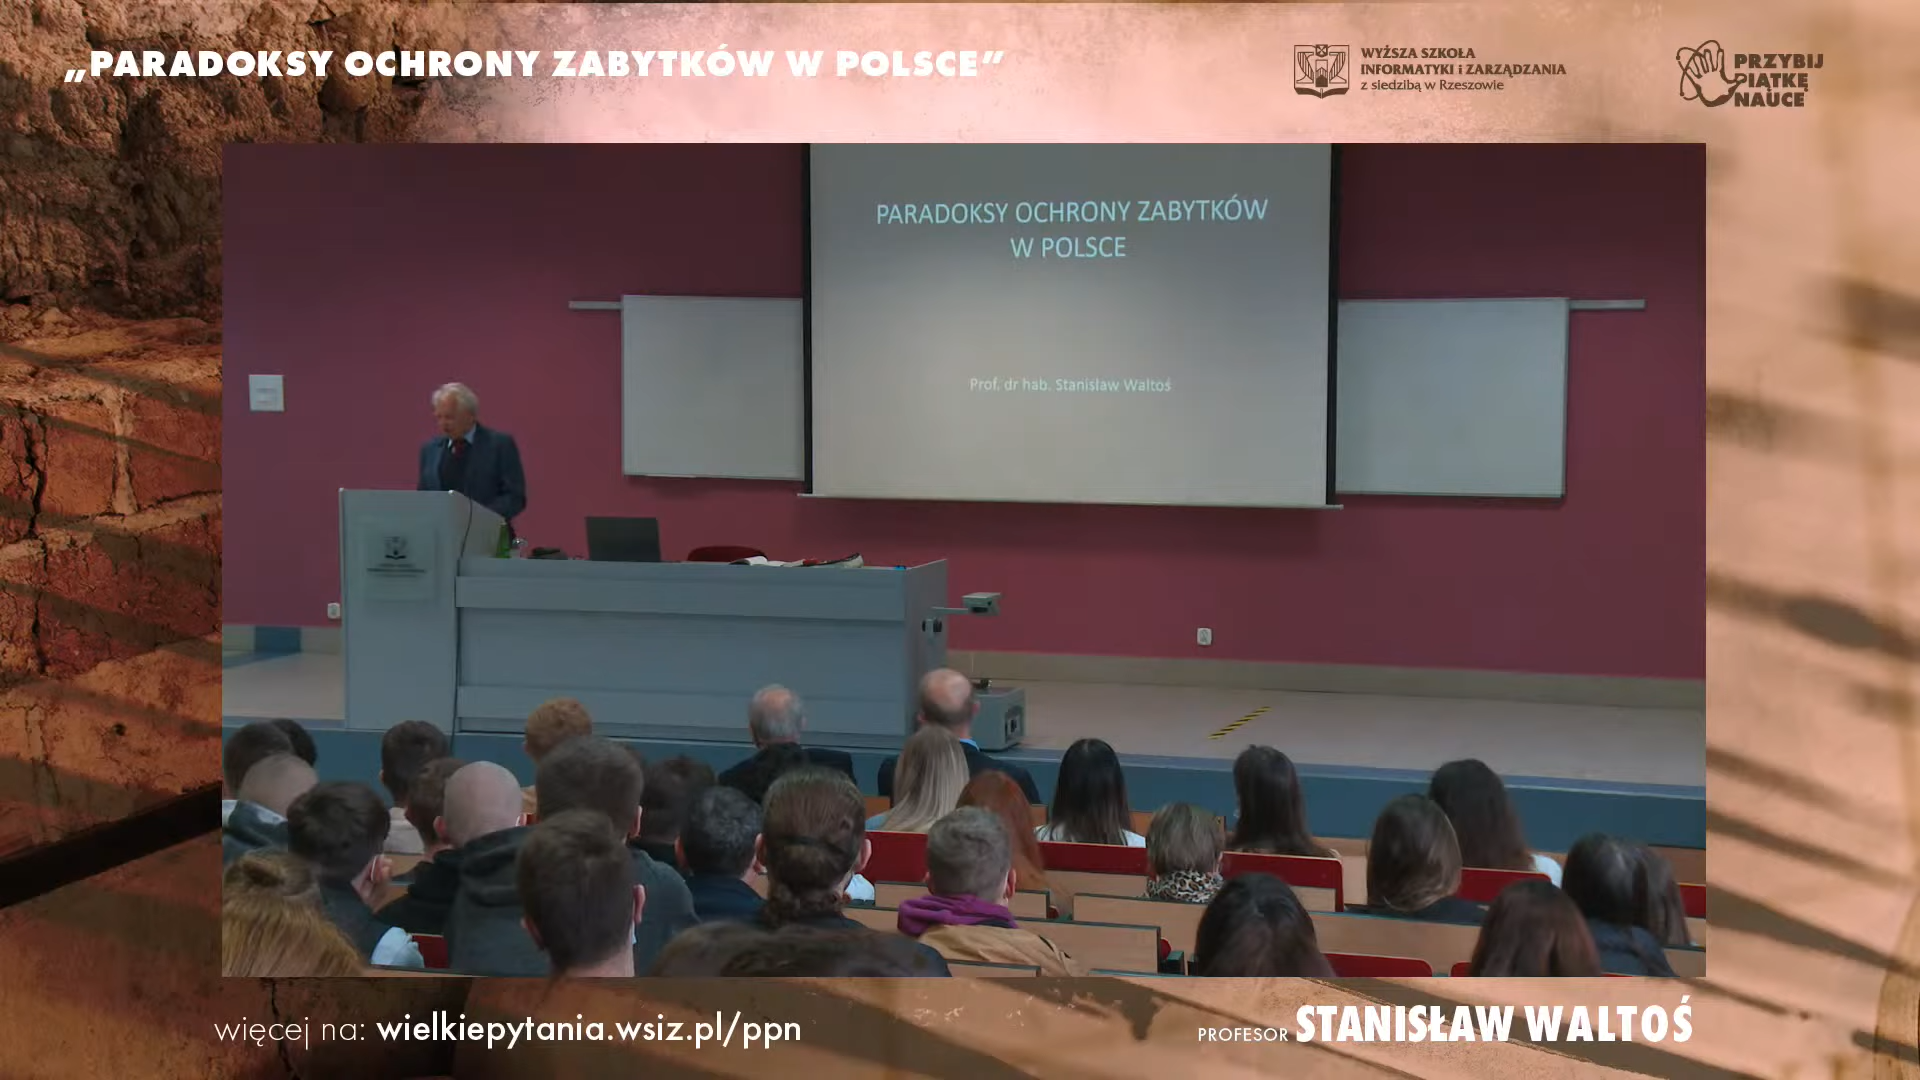 „PARADOKSY OCHRONY ZABYTKÓW W POLSCE”
WYŻSZA SZKOŁA
INFORMATYKI i ZARZĄDZANIA
z siedzibą w Rzeszowie
PRZYBIJ
PIĄTKĘ
NAUCE
PARADOKSY OCHRONY ZABYTKÓW
W POLSCE
Prof. dr hab. Stanisław Waltoś
więcej na: wielkiepytania.wsiz.pl/ppn
PROFESOR STANISŁAW WALTOŚ